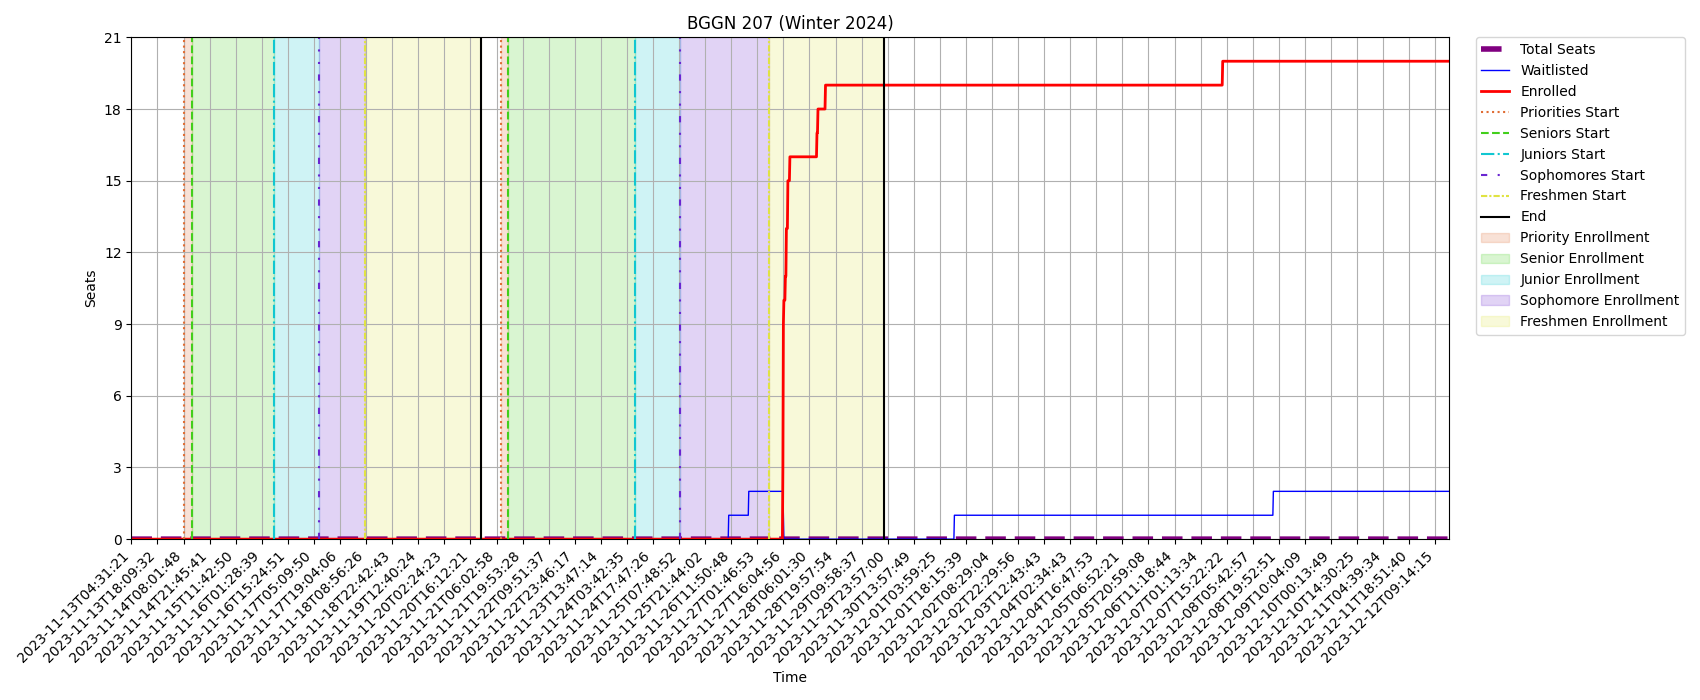 BGGN 207 (Winter 2024)
21
18
15
12
9
6
3
0
Seats
2023-11-13T04:31:21
2023-11-13T18:09:32
2023-11-14T08:01:48
2023-11-14T21:45:41
2023-11-15T11:42:50
2023-11-16T01:28:39
2023-11-16T15:24:51
2023-11-17T05:09:50
2023-11-17T19:04:06
2023-11-18T08:56:26
2023-11-18T22:42:43
2023-11-19T12:40:24
2023-11-20T02:24:23
2023-11-20T16:12:21
2023-11-21T06:02:58
2023-11-21T19:53:28
2023-11-22T09:51:37
2023-11-22T23:46:17
2023-11-23T13:47:14
2023-11-24T03:42:35
2023-11-24T17:47:26
2023-11-25T07:48:52
2023-11-25T21:44:02
2023-11-26T11:50:48
2023-11-27T01:46:53
2023-11-27T16:04:56
2023-11-28T06:01:30
2023-11-28T19:57:54
2023-11-29T09:58:37
2023-11-29T23:57:00
2023-11-30T13:57:49
2023-12-01T03:59:25
2023-12-01T18:15:39
2023-12-02T08:29:04
2023-12-02T22:29:56
2023-12-03T12:43:43
2023-12-04T02:34:43
2023-12-04T16:47:53
2023-12-05T06:52:21
2023-12-05T20:59:08
2023-12-06T11:18:44
2023-12-07T01:13:34
2023-12-07T15:22:22
2023-12-08T05:42:57
2023-12-08T19:52:51
2023-12-09T10:04:09
2023-12-10T00:13:49
2023-12-10T14:30:25
2023-12-11T04:39:34
2023-12-11T18:51:40
2023-12-12T09:14:15
Time
Total Seats
Waitlisted
Enrolled
Priorities Start
Seniors Start
Juniors Start
Sophomores Start
Freshmen Start
End
Priority Enrollment
Senior Enrollment
Junior Enrollment
Sophomore Enrollment
Freshmen Enrollment